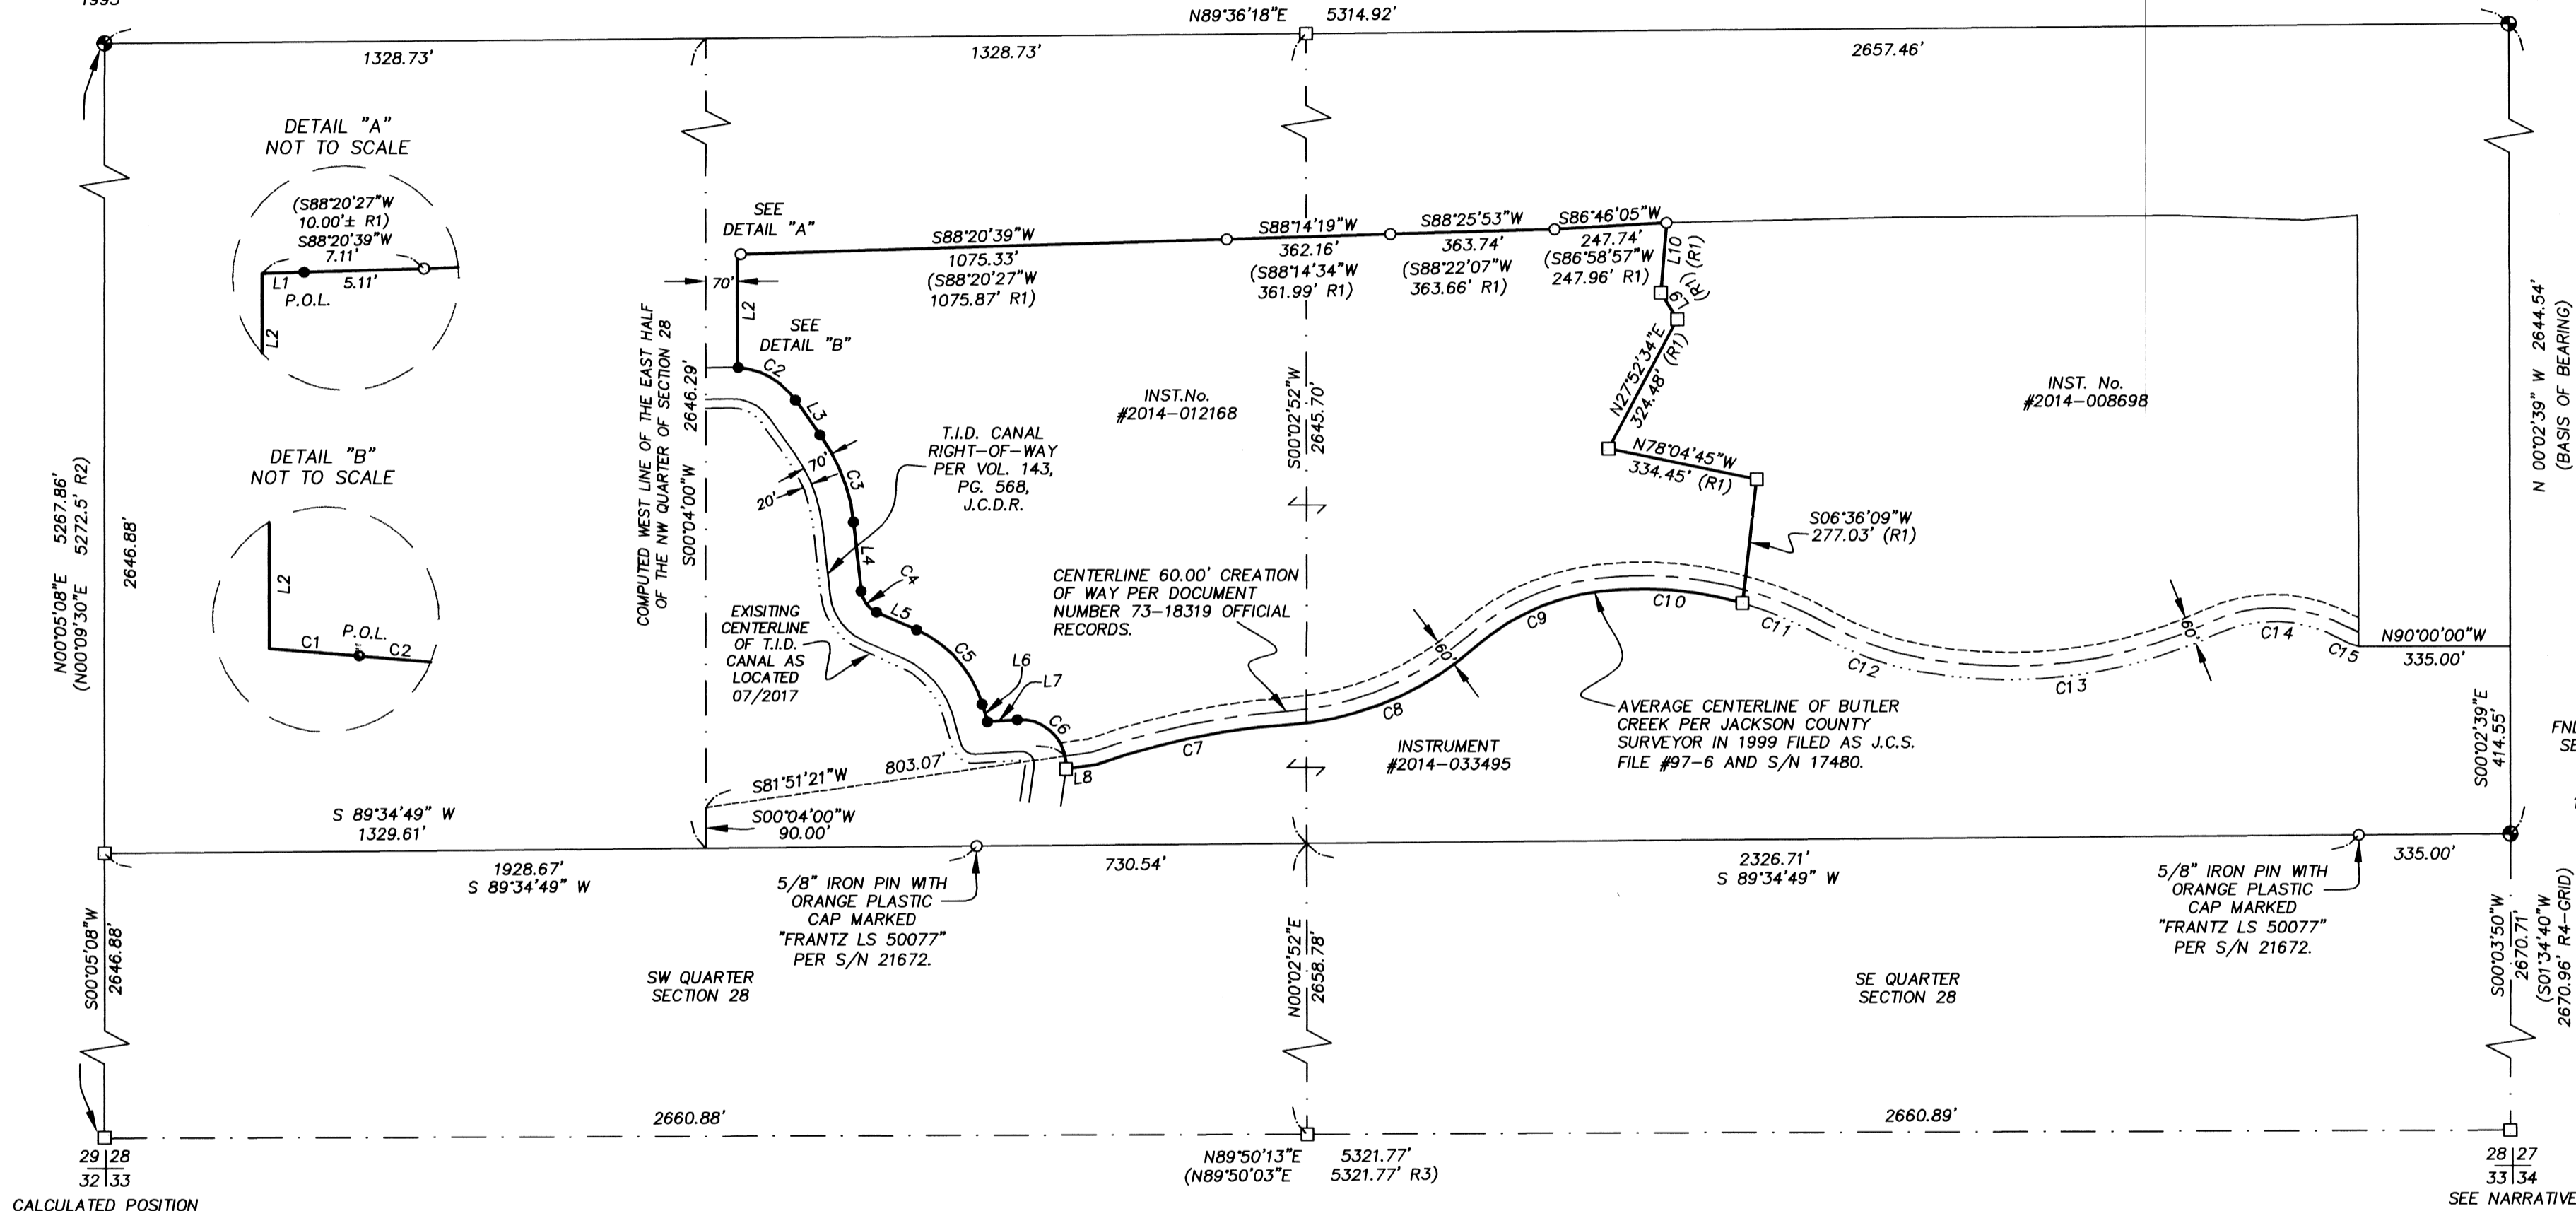 1995
N89°36'18"E 5314.92'
1328.73'
1328.73'
2657.46'
DETAIL "A"
NOT TO SCALE
(S88°20'27"W
10.00'± R1)
S88°20'39"W
7.11'
L1
5.11'
P.O.L.
L2
SEE
DETAIL "A"
S88°20'39"W
1075.33'
(S88°20'27"W
1075.87' R1)
S88°14'19"W
362.16'
(S88°14'34"W
361.99' R1)
S88°25'53"W
363.74'
(S88°22'07"W
363.66' R1)
S86°46'05"W
247.74'
(S86°58'57"W
247.96' R1)
L10
(R1)
L9
(R1)
70'
L2
SEE
DETAIL "B"
C2
L3
70'
20'
C3
L4
C4
L5
C5
L6
L7
C6
L8
COMPUTED WEST LINE OF THE EAST HALF
OF THE NW QUARTER OF SECTION 28
S00°04'00"W
2646.29'
T.I.D. CANAL
RIGHT-OF-WAY
PER VOL. 143,
PG. 568,
J.C.D.R.
INST.No.
#2014-012168
S00°02'52"W
2645.70'
N27°52'34"E
324.48' (R1)
N78°04'45"W
334.45' (R1)
S06°36'09"W
277.03' (R1)
INST. No.
#2014-008698
N 00°02'39" W 2644.54'
(BASIS OF BEARING)
N00°05'08"E 5267.86'
(N00°09'30"E 5272.5' R2)
2646.88'
DETAIL "B"
NOT TO SCALE
L2
C1
P.O.L.
C2
EXISITING
CENTERLINE
OF T.I.D.
CANAL AS
LOCATED
07/2017
CENTERLINE 60.00' CREATION
OF WAY PER DOCUMENT
NUMBER 73-18319 OFFICIAL
RECORDS.
60'
C7
C8
C9
C10
C11
C12
C13
C14
C15
60'
N90°00'00"W
335.00'
AVERAGE CENTERLINE OF BUTLER
CREEK PER JACKSON COUNTY
SURVEYOR IN 1999 FILED AS J.C.S.
FILE #97-6 AND S/N 17480.
INSTRUMENT
#2014-033495
S00°02'39"E
414.55'
S81°51'21"W
803.07'
S00°04'00"W
90.00'
S 89°34'49" W
1329.61'
1928.67'
S 89°34'49" W
730.54'
2326.71'
S 89°34'49" W
335.00'
5/8" IRON PIN WITH
ORANGE PLASTIC
CAP MARKED
"FRANTZ LS 50077"
PER S/N 21672.
5/8" IRON PIN WITH
ORANGE PLASTIC
CAP MARKED
"FRANTZ LS 50077"
PER S/N 21672.
S00°05'08"W
2646.88'
SW QUARTER
SECTION 28
N00°02'52"E
2658.78'
SE QUARTER
SECTION 28
S00°03'50"W
2670.71'
(S01°34'40"W
2670.96' R4-GRID)
2660.88'
2660.89'
N89°50'13"E 5321.77'
(N89°50'03"E 5321.77' R3)
29 28
32 33
CALCULATED POSITION
28 27
33 34
SEE NARRATIVE